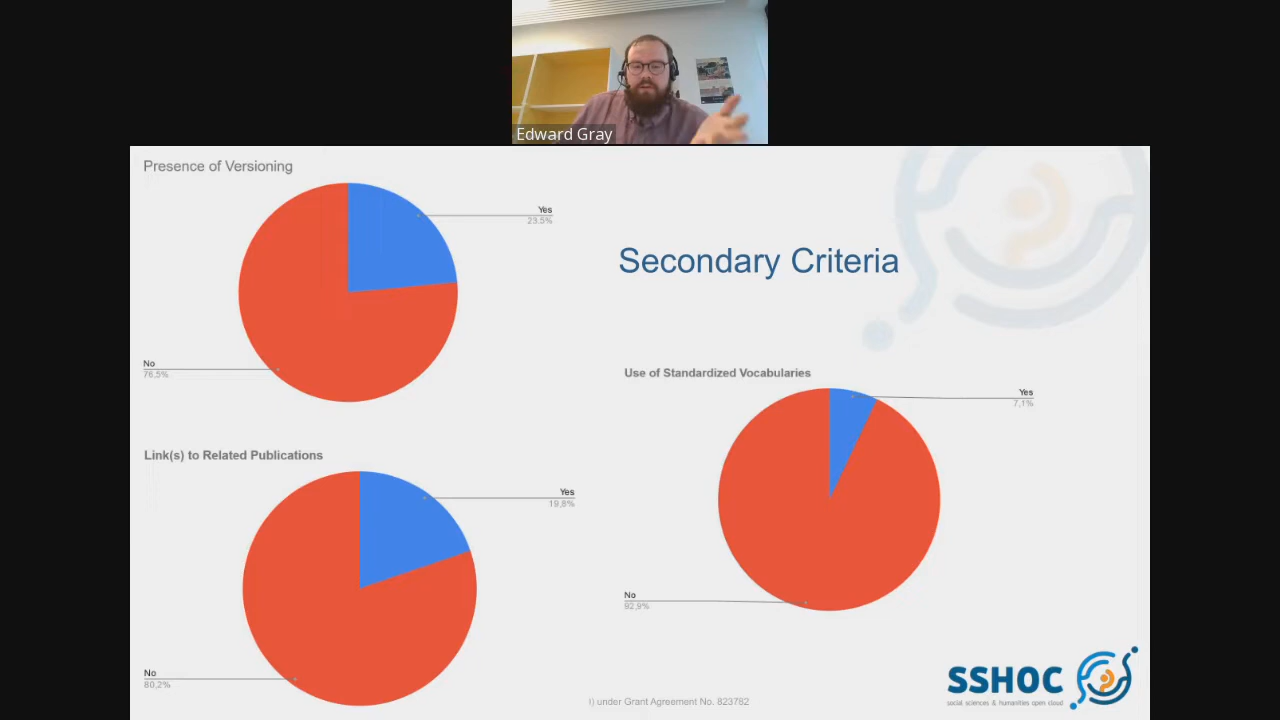 Edward Gray
Presence of Versioning
Yes
23,5%
No
76,5%
Secondary Criteria
Use of Standardized Vocabularies
Yes
7,1%
No
92,9%
Link(s) to Related Publications
Yes
19,8%
No
80,2%
) under Grant Agreement No. 823782
SSHOC
social sciences & humanities open cloud